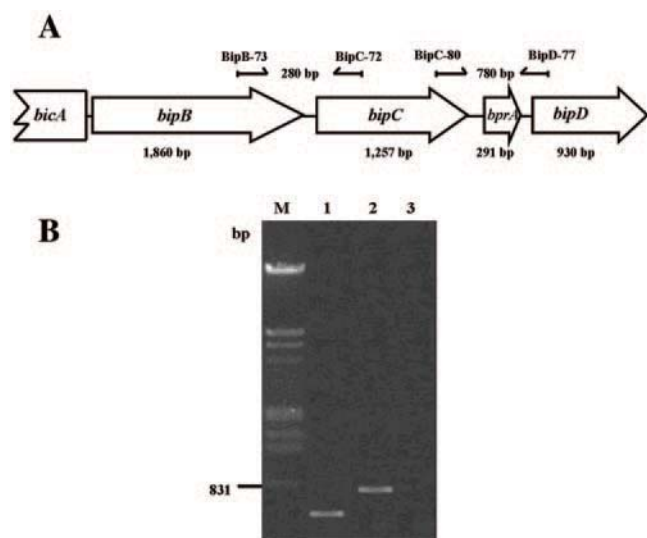 A
BipB-73 280 bp BipC-72 BipC-80 780 bp BipD-77
bicA bipB bipC bprA bipD
1,860 bp 1,257 bp 291 bp 930 bp
B
bp M 1 2 3
831